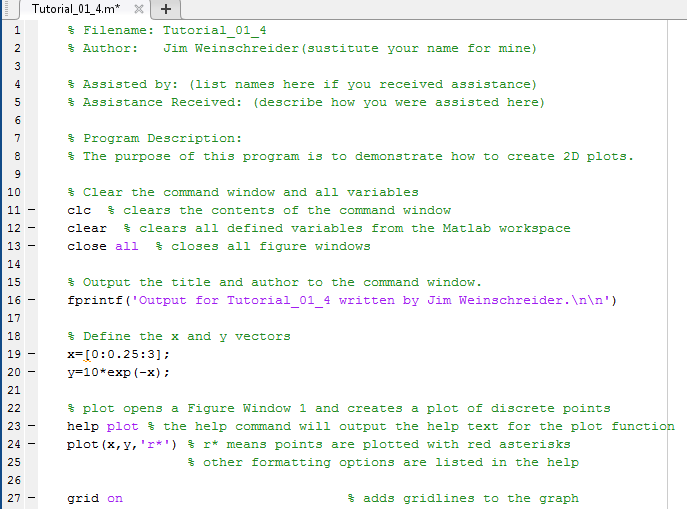 Tutorial_01_4.m* × +
1 % Filename: Tutorial_01_4
2 % Author:   Jim Weinschreider(sustitute your name for mine)
3
4 % Assisted by: (list names here if you received assistance)
5 % Assistance Received: (describe how you were assisted here)
6
7 % Program Description:
8 % The purpose of this program is to demonstrate how to create 2D plots.
9
10 % Clear the command window and all variables
11 – clc  % clears the contents of the command window
12 – clear  % clears all defined variables from the Matlab workspace
13 – close all  % closes all figure windows
14
15 % Output the title and author to the command window.
16 – fprintf('Output for Tutorial_01_4 written by Jim Weinschreider.\n\n')
17
18 % Define the x and y vectors
19 – x=[0:0.25:3];
20 – y=10*exp(-x);
21
22 % plot opens a Figure Window 1 and creates a plot of discrete points
23 – help plot % the help command will output the help text for the plot function
24 – plot(x,y,'r*') % r* means points are plotted with red asterisks
25 % other formatting options are listed in the help
26
27 – grid on % adds gridlines to the graph